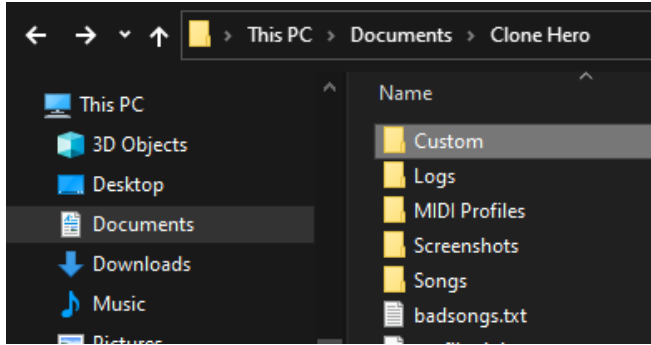 This PC > Documents > Clone Hero
This PC
3D Objects
Desktop
Documents
Downloads
Music
Pictures
Name
Custom
Logs
MIDI Profiles
Screenshots
Songs
badsongs.txt